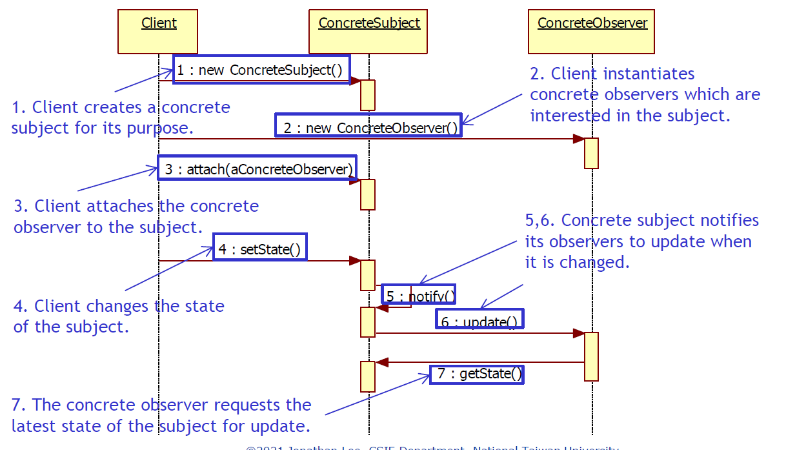 Client
ConcreteSubject
ConcreteObserver
1 : new ConcreteSubject()
2. Client instantiates
concrete observers which are
interested in the subject.
1. Client creates a concrete
subject for its purpose.
2 : new ConcreteObserver()
3 : attach(aConcreteObserver)
3. Client attaches the concrete
observer to the subject.
5,6. Concrete subject notifies
its observers to update when
it is changed.
4 : setState()
5 : notify()
4. Client changes the state
of the subject.
6 : update()
7 : getState()
7. The concrete observer requests the
latest state of the subject for update.
©2021 Jonathan Lee, CSIE Department, National Taiwan University